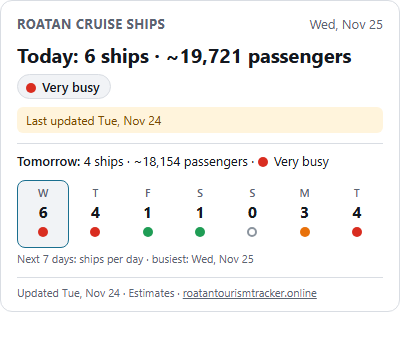 ROATAN CRUISE SHIPS Wed, Nov 25
Today: 6 ships · ~19,721 passengers
Very busy
Last updated Tue, Nov 24
Tomorrow: 4 ships · ~18,154 passengers · Very busy
W T F S S M T
6 4 1 1 0 3 4
Next 7 days: ships per day · busiest: Wed, Nov 25
Updated Tue, Nov 24 · Estimates · roatantourismtracker.online